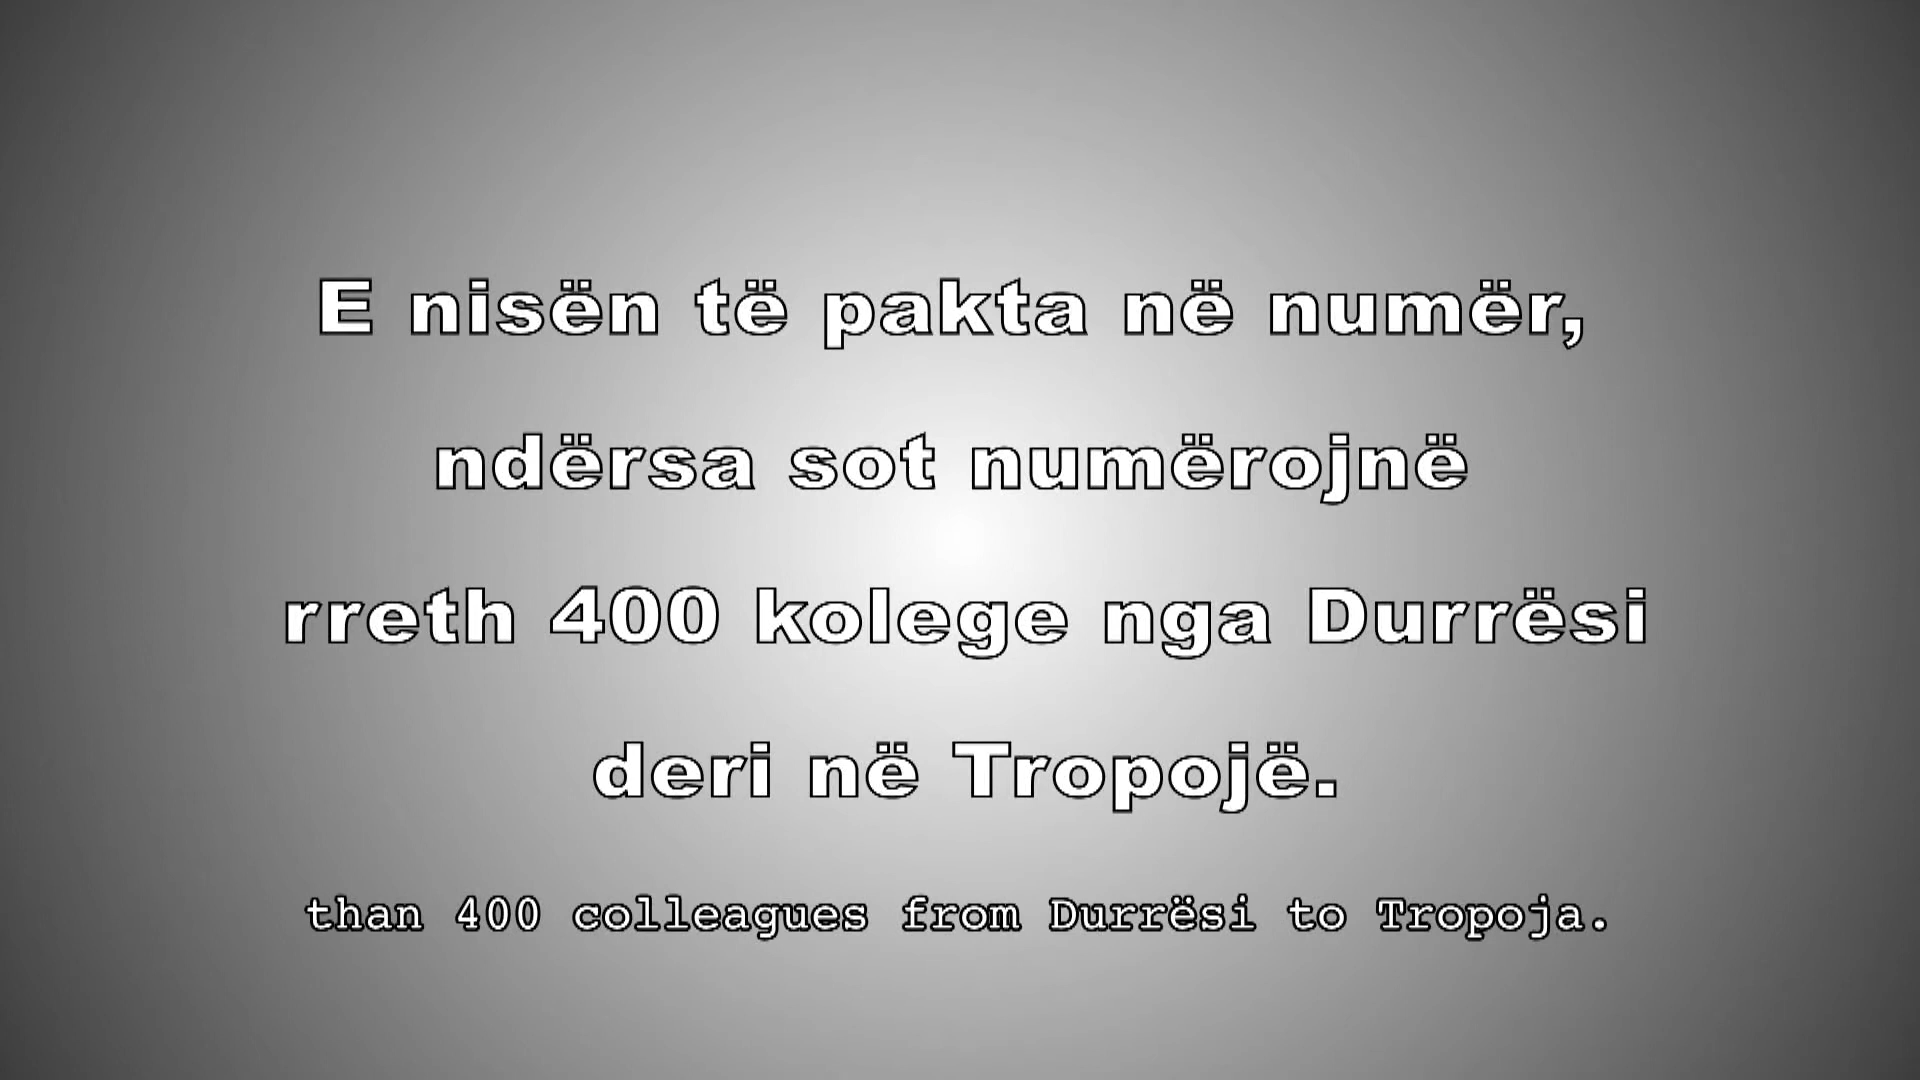 E nisën të pakta në numër,
ndërsa sot numërojnë
rreth 400 kolege nga Durrësi
deri në Tropojë.
than 400 colleagues from Durrësi to Tropoja.